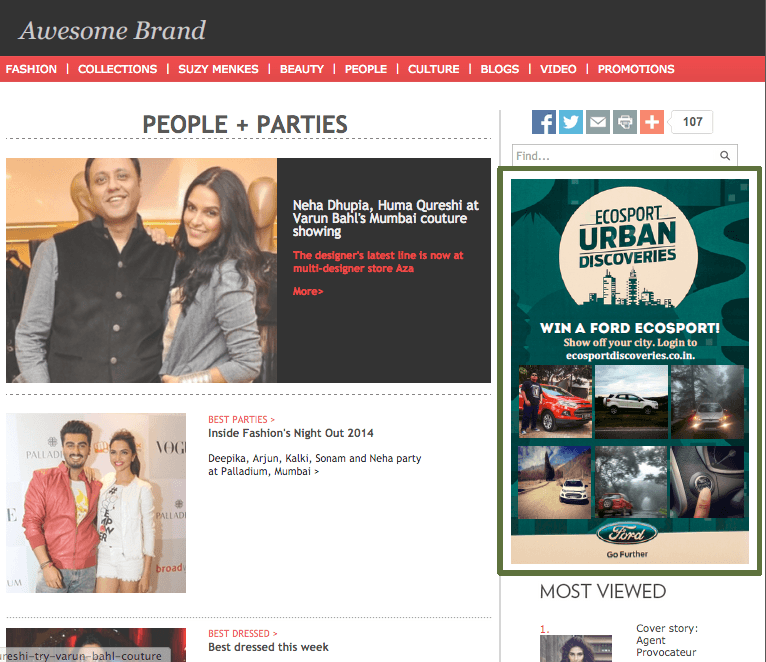 Awesome Brand
FASHION | COLLECTIONS | SUZY MENKES | BEAUTY | PEOPLE | CULTURE | BLOGS | VIDEO | PROMOTIONS
PEOPLE + PARTIES
107
Find...
Neha Dhupia, Huma Qureshi at
Varun Bahl's Mumbai couture
showing
The designer's latest line is now at
multi-designer store Aza
More>
ECOSPORT
URBAN
DISCOVERIES
WIN A FORD ECOSPORT!
Show off your city. Login to
ecosportdiscoveries.co.in.
Ford
Go Further
BEST PARTIES >
Inside Fashion's Night Out 2014
Deepika, Arjun, Kalki, Sonam and Neha party
at Palladium, Mumbai >
PALLADIUM
VOG
PALLADI
broad
MOST VIEWED
1.
Cover story:
Agent
Provocateur
BEST DRESSED >
Best dressed this week
ureshi-try-varun-bahl-couture